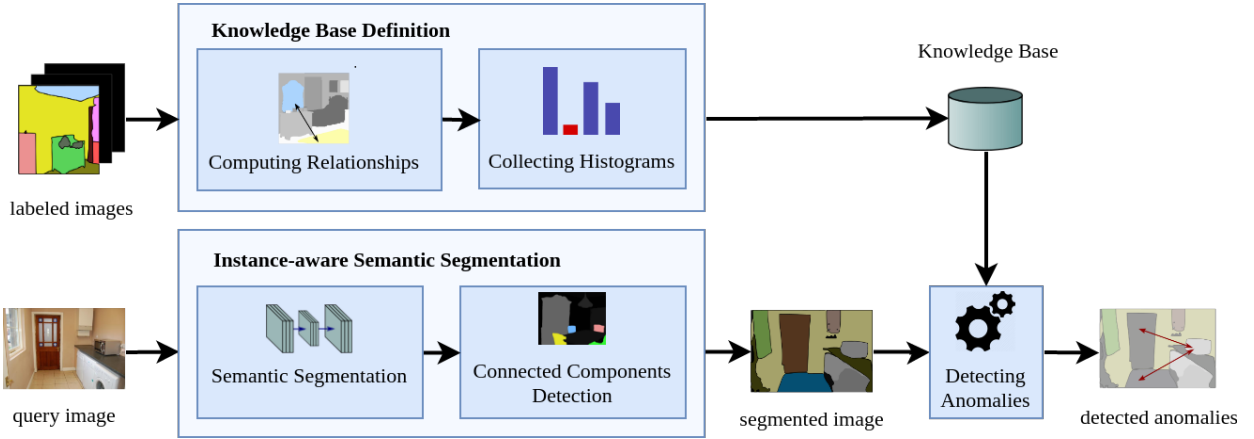 Knowledge Base Definition
Computing Relationships
Collecting Histograms
labeled images
Knowledge Base
Instance-aware Semantic Segmentation
Semantic Segmentation
Connected Components
Detection
query image
segmented image
Detecting
Anomalies
detected anomalies